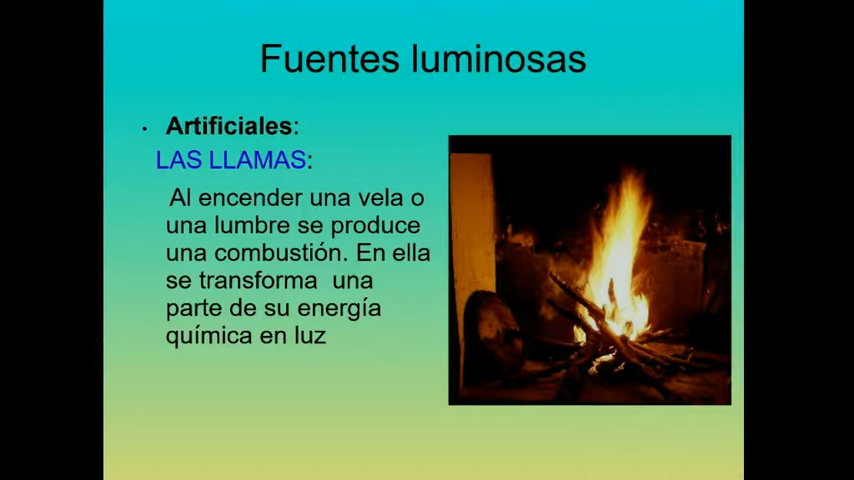 Fuentes luminosas
• Artificiales:
LAS LLAMAS:
Al encender una vela o
una lumbre se produce
una combustión. En ella
se transforma una
parte de su energía
química en luz